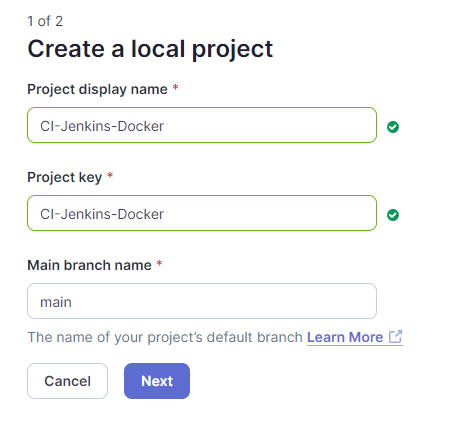 1 of 2
Create a local project
Project display name *
CI-Jenkins-Docker
Project key *
CI-Jenkins-Docker
Main branch name *
main
The name of your project’s default branch Learn More
Cancel Next